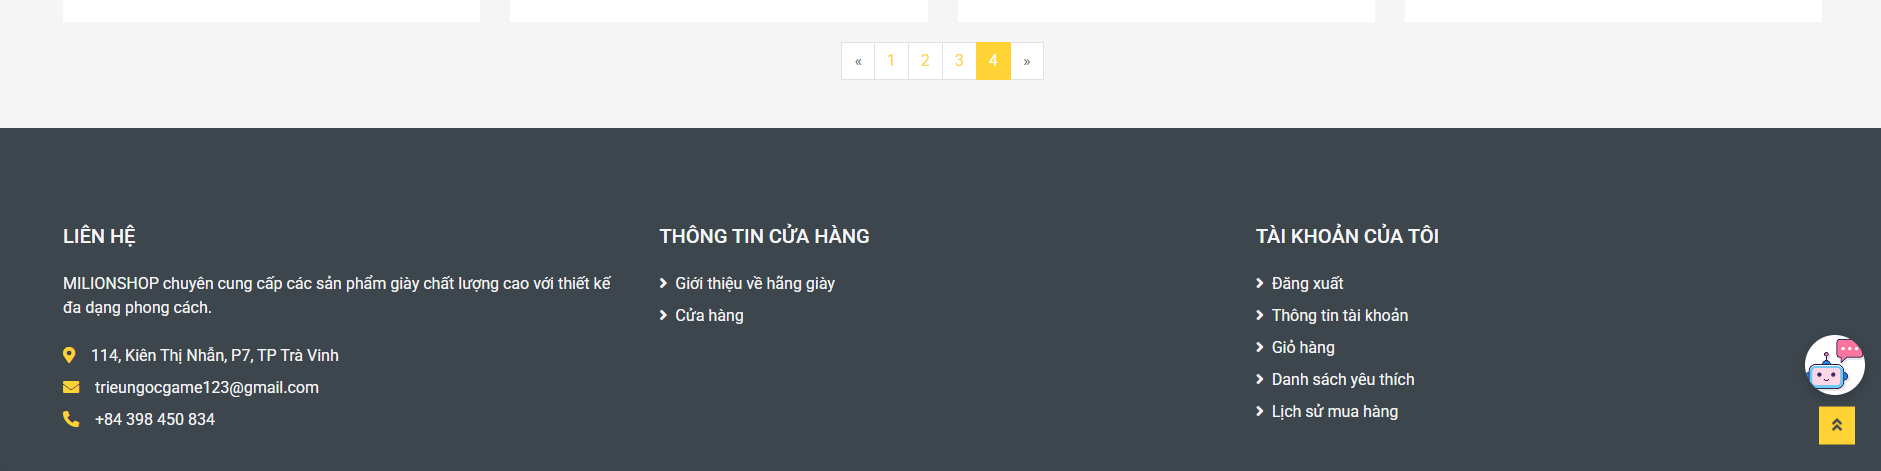 « 1 2 3 4 »
LIÊN HỆ
MILIONSHOP chuyên cung cấp các sản phẩm giày chất lượng cao với thiết kế
đa dạng phong cách.
114, Kiên Thị Nhẫn, P7, TP Trà Vinh
trieungocgame123@gmail.com
+84 398 450 834
THÔNG TIN CỬA HÀNG
Giới thiệu về hãng giày
Cửa hàng
TÀI KHOẢN CỦA TÔI
Đăng xuất
Thông tin tài khoản
Giỏ hàng
Danh sách yêu thích
Lịch sử mua hàng